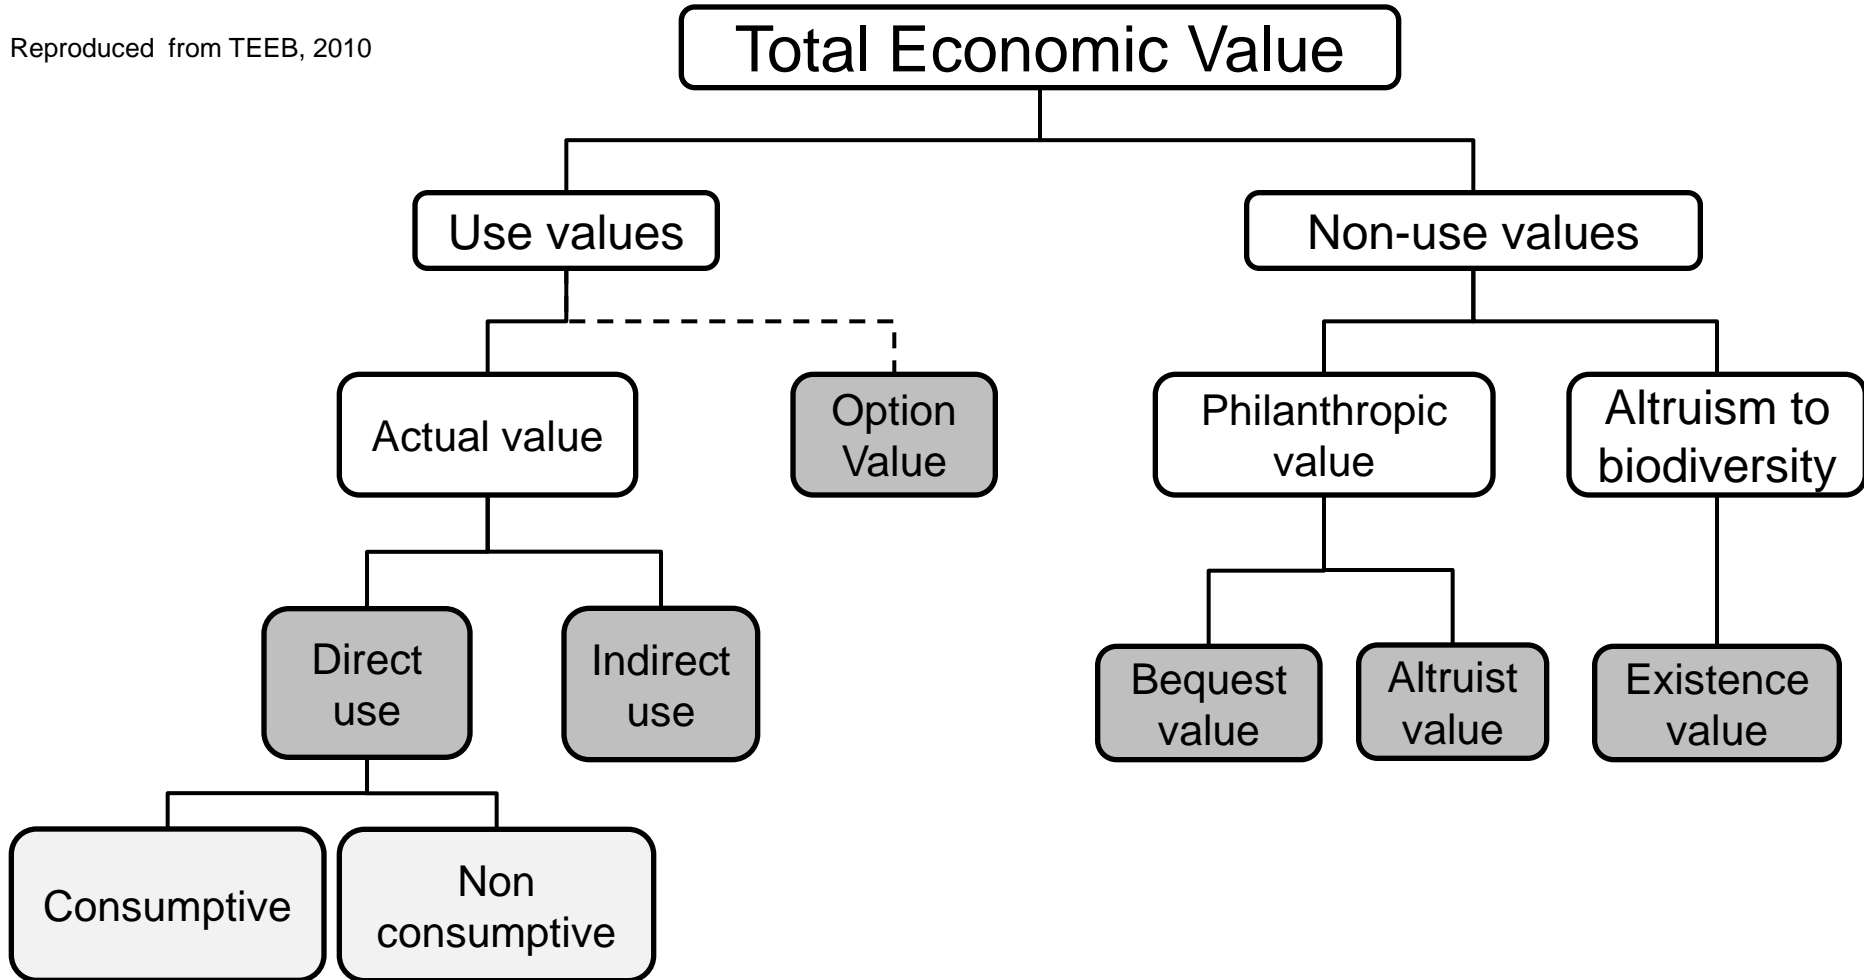 Reproduced from TEEB, 2010
Total Economic Value
Use values
Non-use values
Actual value
Option
Value
Philanthropic
value
Altruism to
biodiversity
Direct
use
Indirect
use
Bequest
value
Altruist
value
Existence
value
Consumptive
Non
consumptive